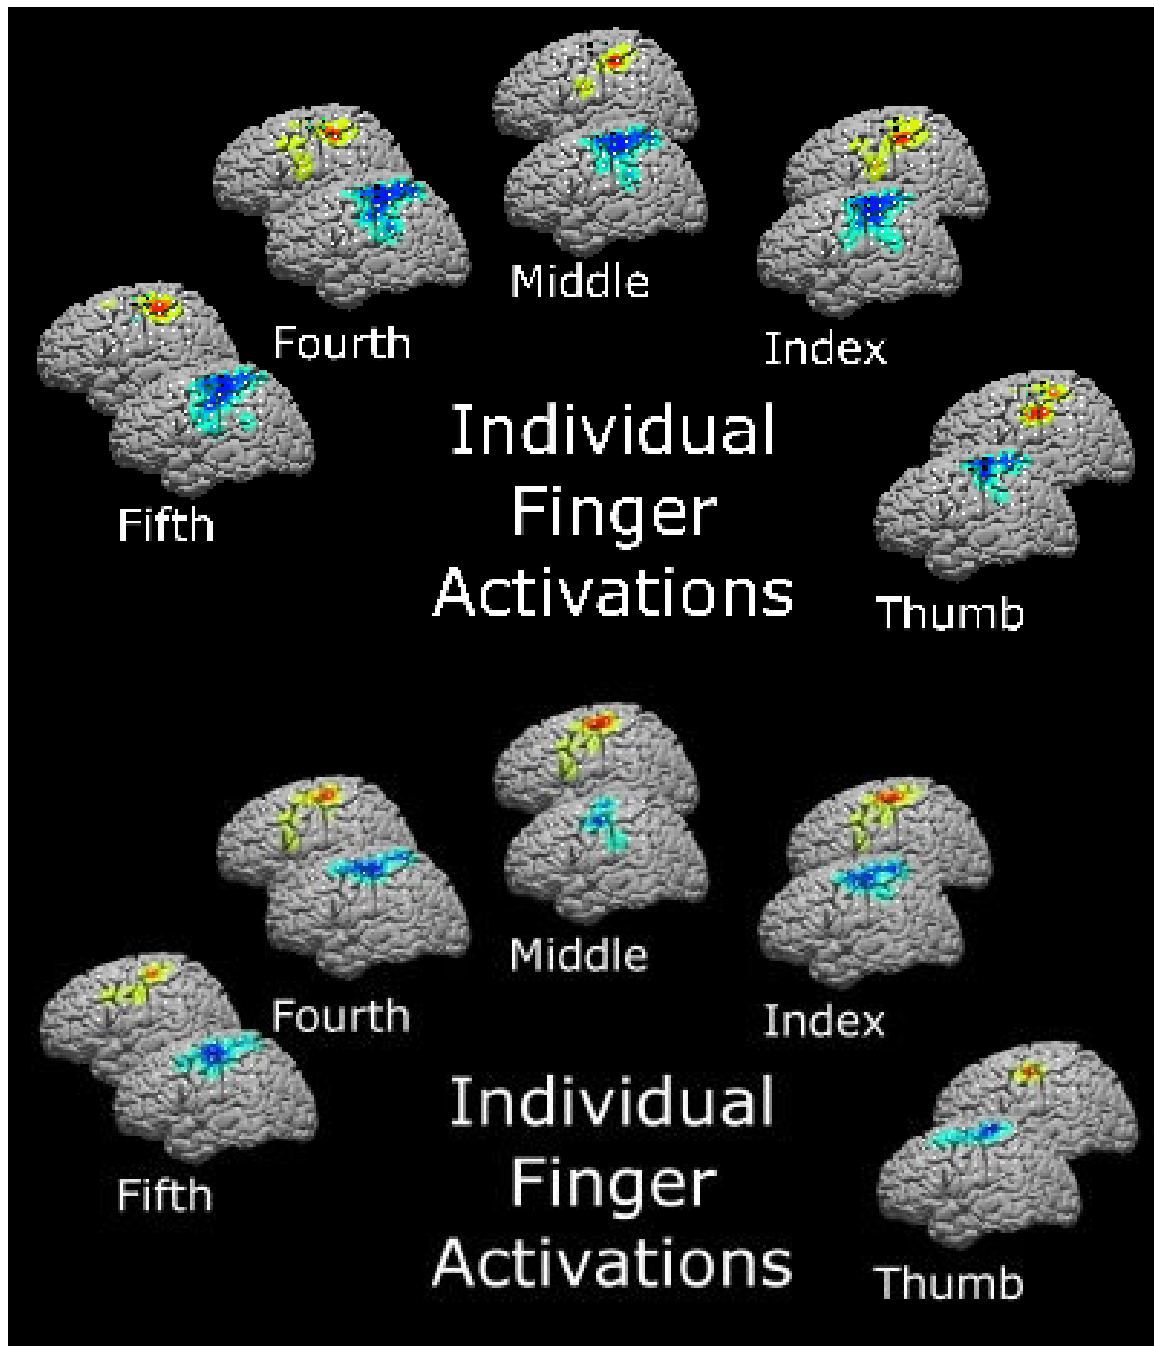 Middle
Fourth
Index
Fifth
Individual
Finger
Activations
Thumb
Middle
Fourth
Index
Fifth
Individual
Finger
Activations
Thumb